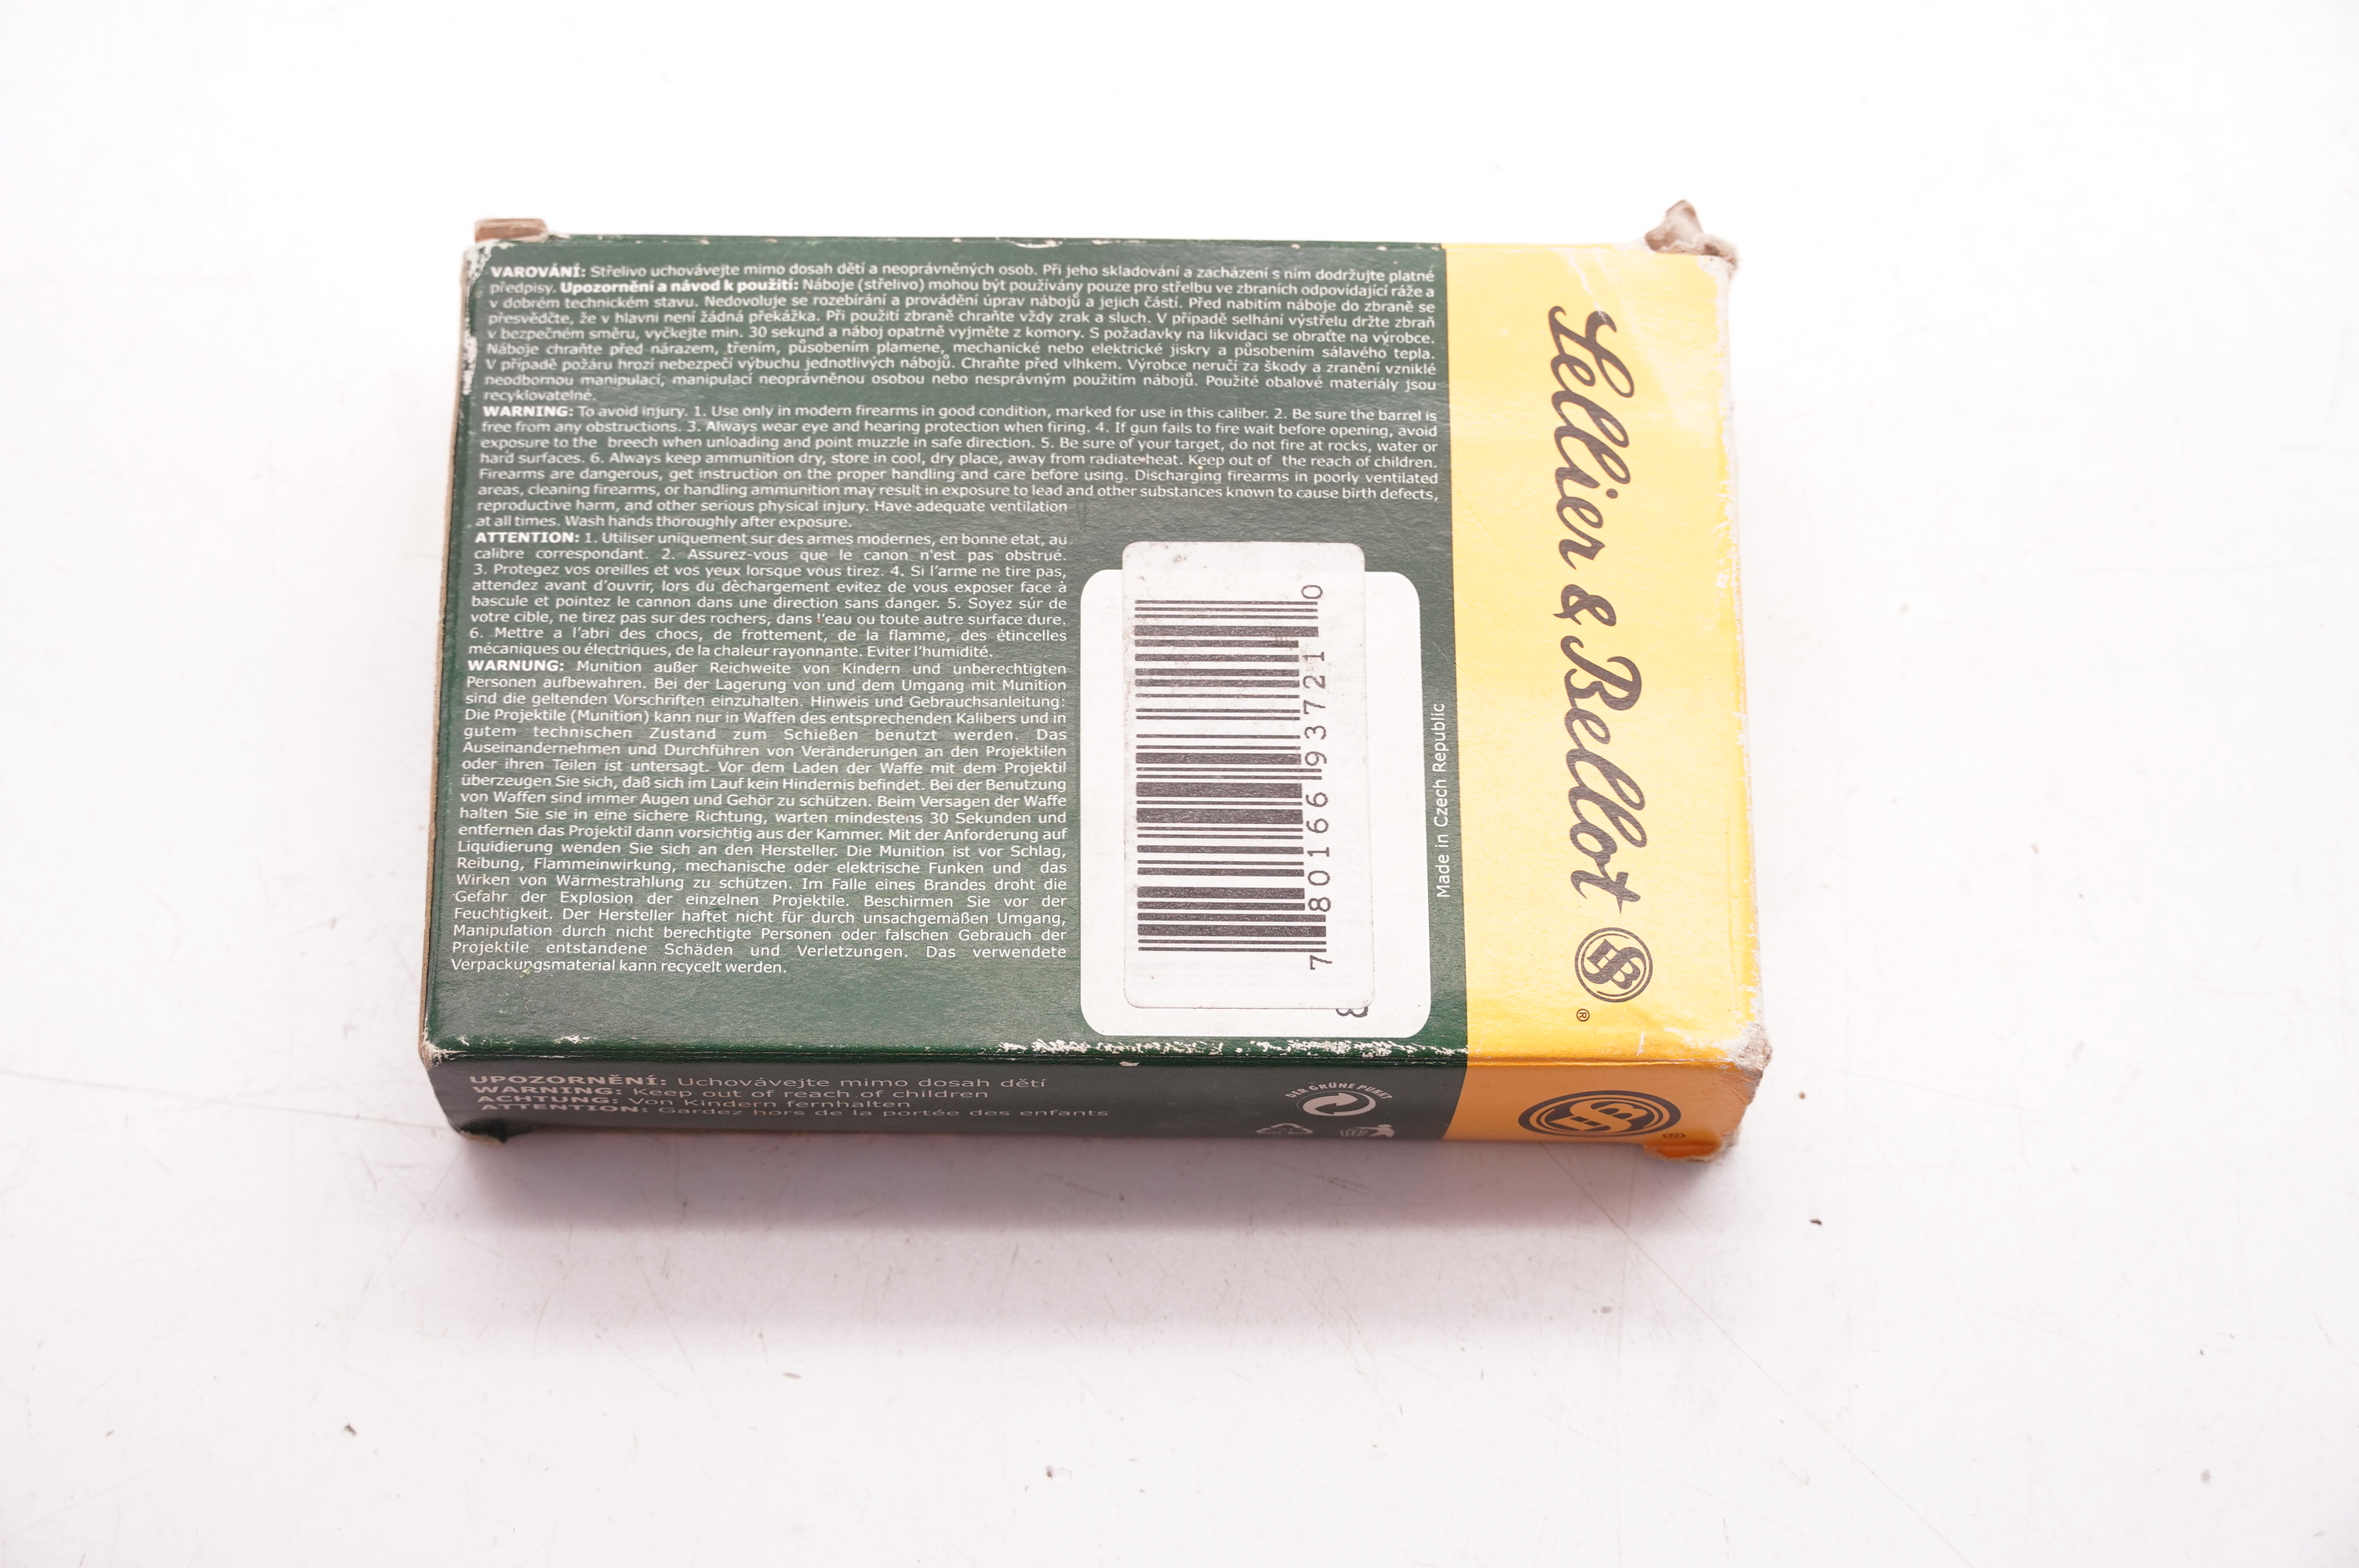 VAROVÁNÍ: Střelivo uchovávejte mimo dosah dětí a neoprávněných osob. Při jeho skladování a zacházení s ním dodržujte platné
předpisy. Upozornění a návod k použití: Náboje (střelivo) mohou být používány pouze pro střelbu ve zbraních odpovídající ráže a
v dobrém technickém stavu. Nedovoluje se rozebírání a provádění úprav nábojů a jejich částí. Před nabitím náboje do zbraně se
přesvědčte, že v hlavni není žádná překážka. Při použití zbraně chraňte vždy zrak a sluch. V případě selhání výstřelu držte zbraň
v bezpečném směru, vyčkejte min. 30 sekund a náboj opatrně vyjměte z komory. S požadavky na likvidaci se obraťte na výrobce.
Náboje chraňte před nárazem, třením, působením plamene, mechanické nebo elektrické jiskry a působením sálavého tepla.
V případě požáru hrozí nebezpečí výbuchu jednotlivých nábojů. Chraňte před vlhkem. Výrobce neručí za škody a zranění vzniklé
neodbornou manipulací, manipulací neoprávněnou osobou nebo nesprávným použitím nábojů. Použité obalové materiály jsou
recyklovatelné.
WARNING: To avoid injury. 1. Use only in modern firearms in good condition, marked for use in this caliber. 2. Be sure the barrel is
free from any obstructions. 3. Always wear eye and hearing protection when firing. 4. If gun fails to fire wait before opening, avoid
exposure to the breech when unloading and point muzzle in safe direction. 5. Be sure of your target, do not fire at rocks, water or
hard surfaces. 6. Always keep ammunition dry, store in cool, dry place, away from radiate heat. Keep out of the reach of children.
Firearms are dangerous, get instruction on the proper handling and care before using. Discharging firearms in poorly ventilated
areas, cleaning firearms, or handling ammunition may result in exposure to lead and other substances known to cause birth defects,
reproductive harm, and other serious physical injury. Have adequate ventilation
at all times. Wash hands thoroughly after exposure.
ATTENTION: 1. Utiliser uniquement sur des armes modernes, en bonne etat, au
calibre correspondant. 2. Assurez-vous que le canon n'est pas obstrué.
3. Protegez vos oreilles et vos yeux lorsque vous tirez. 4. Si l'arme ne tire pas,
attendez avant d'ouvrir, lors du dèchargement evitez de vous exposer face à
bascule et pointez le cannon dans une direction sans danger. 5. Soyez súr de
votre cible, ne tirez pas sur des rochers, dans l'eau ou toute autre surface dure.
6. Mettre a l'abri des chocs, de frottement, de la flamme, des étincelles
mécaniques ou électriques, de la chaleur rayonnante. Eviter l'humidité.
WARNUNG: Munition außer Reichweite von Kindern und unberechtigten
Personen aufbewahren. Bei der Lagerung von und dem Umgang mit Munition
sind die geltenden Vorschriften einzuhalten. Hinweis und Gebrauchsanleitung:
Die Projektile (Munition) kann nur in Waffen des entsprechenden Kalibers und in
gutem technischen Zustand zum Schießen benutzt werden. Das
Auseinandernehmen und Durchführen von Veränderungen an den Projektilen
oder ihren Teilen ist untersagt. Vor dem Laden der Waffe mit dem Projektil
überzeugen Sie sich, daß sich im Lauf kein Hindernis befindet. Bei der Benutzung
von Waffen sind immer Augen und Gehör zu schützen. Beim Versagen der Waffe
halten Sie sie in eine sichere Richtung, warten mindestens 30 Sekunden und
entfernen das Projektil dann vorsichtig aus der Kammer. Mit der Anforderung auf
Liquidierung wenden Sie sich an den Hersteller. Die Munition ist vor Schlag,
Reibung, Flammeinwirkung, mechanische oder elektrische Funken und das
Wirken von Wärmestrahlung zu schützen. Im Falle eines Brandes droht die
Gefahr der Explosion der einzelnen Projektile. Beschirmen Sie vor der
Feuchtigkeit. Der Hersteller haftet nicht für durch unsachgemäßen Umgang,
Manipulation durch nicht berechtigte Personen oder falschen Gebrauch der
Projektile entstandene Schäden und Verletzungen. Das verwendete
Verpackungsmaterial kann recycelt werden.
7 80166 93721 0
8
Made in Czech Republic
Sellier & Bellot SB ®
UPOZORNĚNÍ: Uchovávejte mimo dosah dětí
WARNING: Keep out of reach of children
ACHTUNG: Von Kindern fernhalten
ATTENTION: Gardez hors de la portée des enfants
DER GRÜNE PUNKT
SB ®